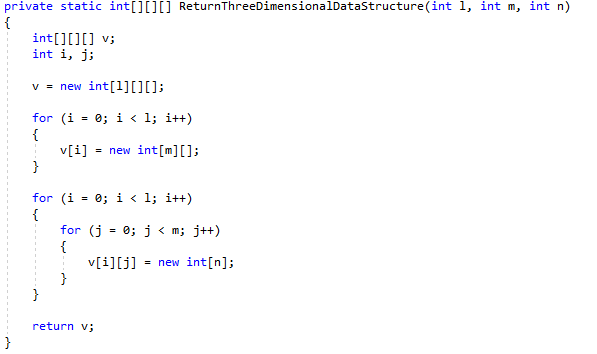 private static int[][][] ReturnThreeDimensionalDataStructure(int l, int m, int n)
{
    int[][][] v;
    int i, j;

    v = new int[l][][];

    for (i = 0; i < l; i++)
    {
        v[i] = new int[m][];
    }

    for (i = 0; i < l; i++)
    {
        for (j = 0; j < m; j++)
        {
            v[i][j] = new int[n];
        }
    }

    return v;
}